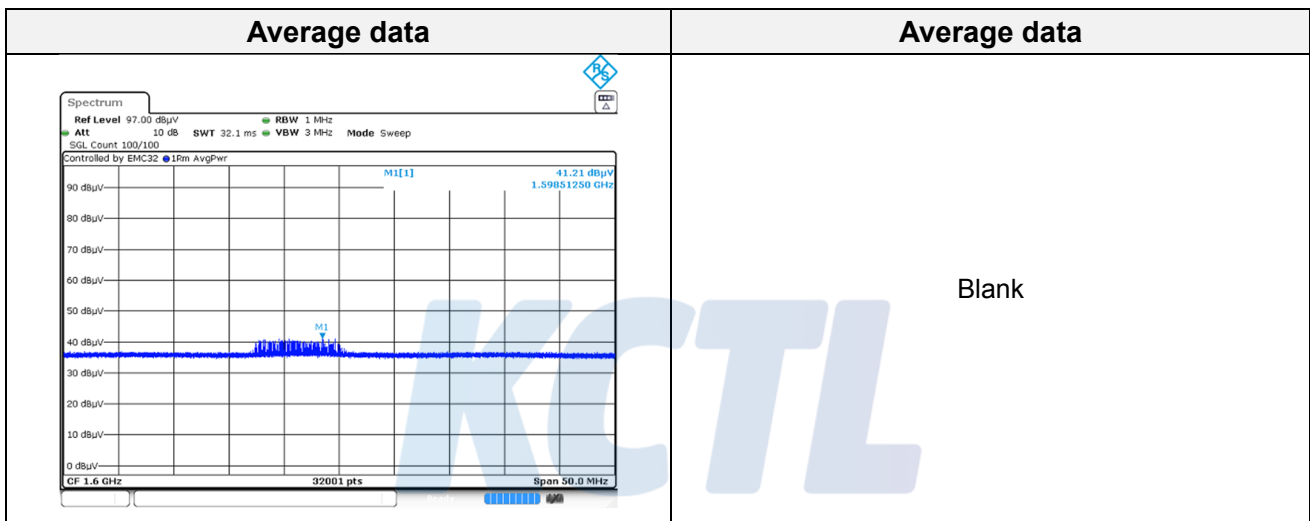 Average data
Average data
R&S
Spectrum
Ref Level 97.00 dBµV RBW 1 MHz
Att 10 dB SWT 32.1 ms VBW 3 MHz Mode Sweep
SGL Count 100/100
Controlled by EMC32 1Rm AvgPwr
M1[1] 41.21 dBµV
1.59851250 GHz
90 dBµV
80 dBµV
70 dBµV
60 dBµV
50 dBµV
M1
40 dBµV
30 dBµV
20 dBµV
10 dBµV
0 dBµV
CF 1.6 GHz 32001 pts Span 50.0 MHz
Ready
Blank
KCTL